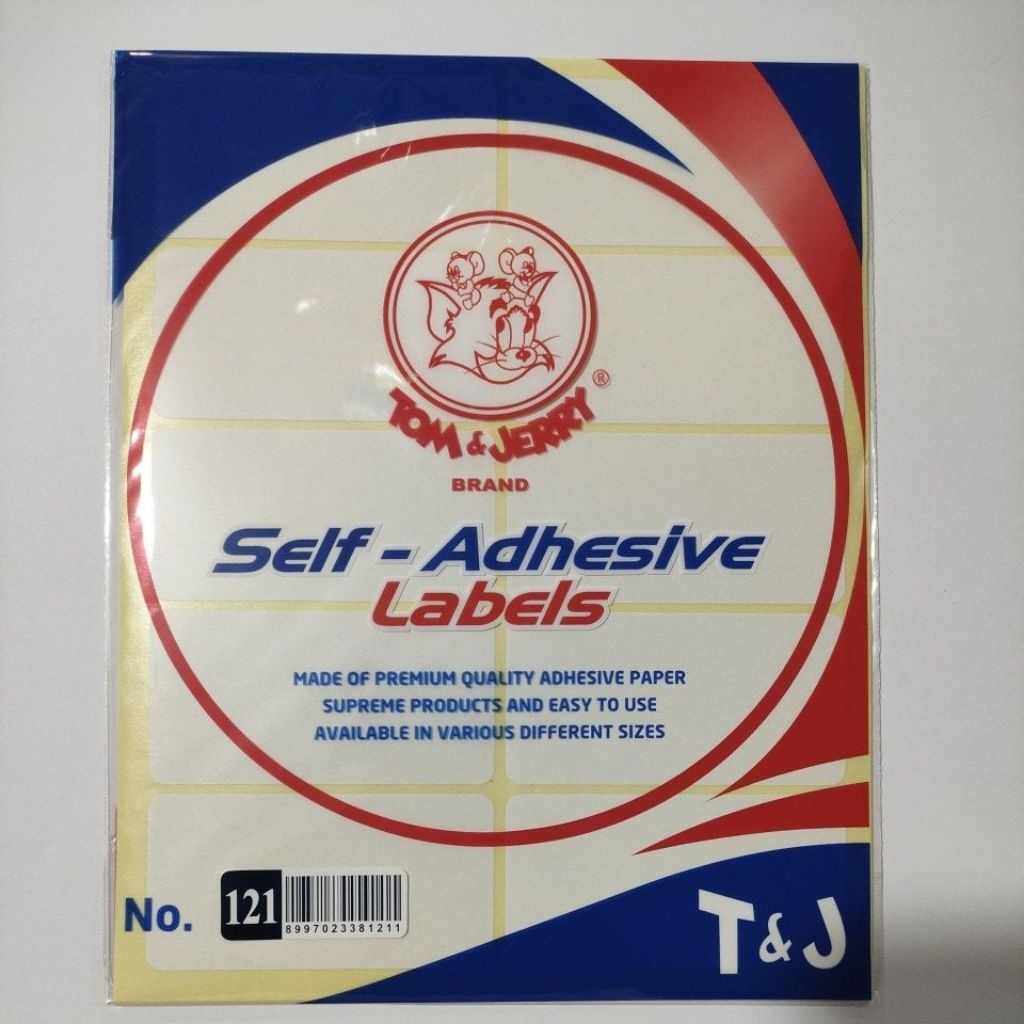 TOM & JERRY ®
BRAND
Self - Adhesive
Labels
MADE OF PREMIUM QUALITY ADHESIVE PAPER
SUPREME PRODUCTS AND EASY TO USE
AVAILABLE IN VARIOUS DIFFERENT SIZES
No. 121
8997023381211
T & J